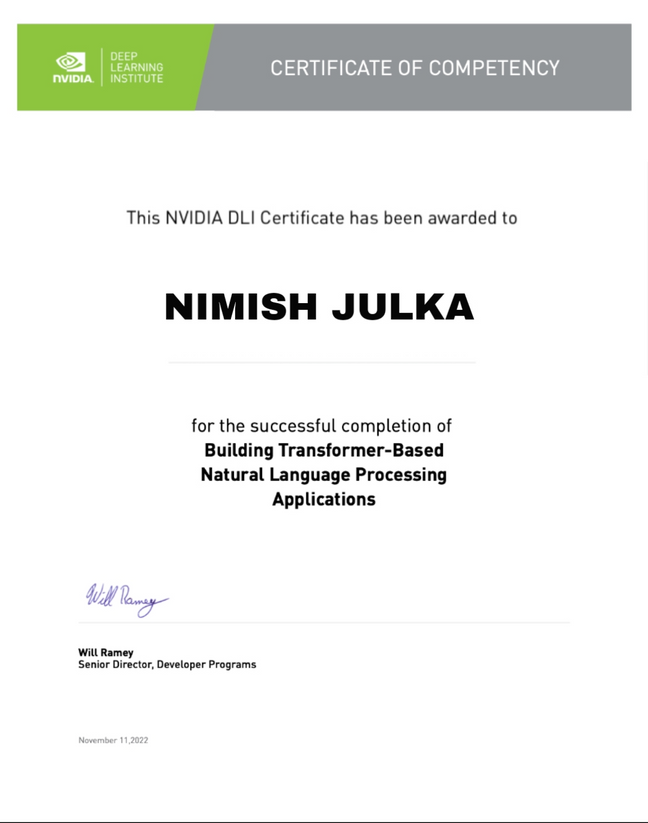 NVIDIA.
DEEP
LEARNING
INSTITUTE
CERTIFICATE OF COMPETENCY
This NVIDIA DLI Certificate has been awarded to
NIMISH JULKA
for the successful completion of
Building Transformer-Based
Natural Language Processing
Applications
Will Ramey
Will Ramey
Senior Director, Developer Programs
November 11,2022